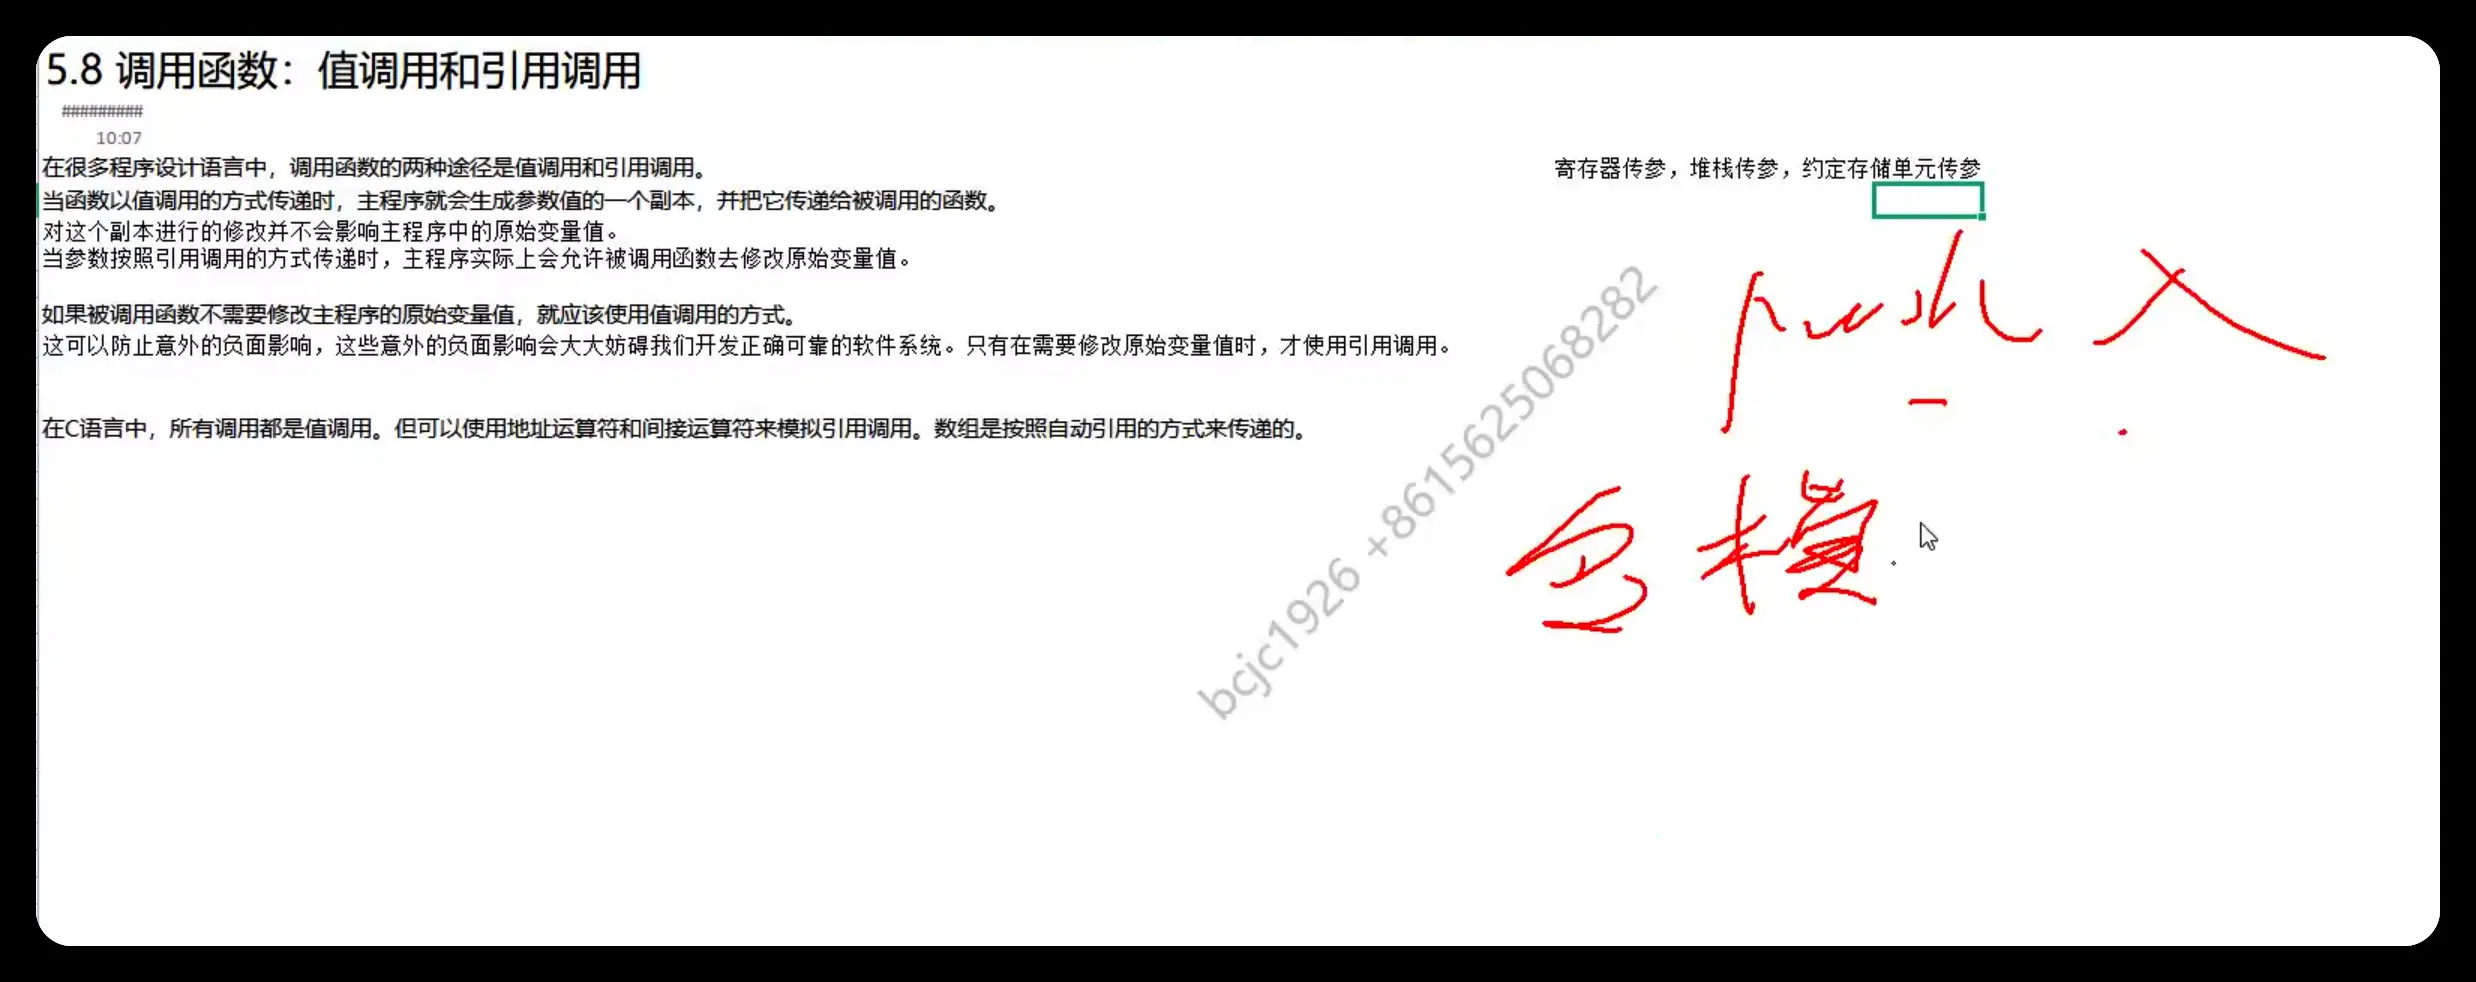 5.8 调用函数：值调用和引用调用
#########
10:07
在很多程序设计语言中，调用函数的两种途径是值调用和引用调用。
寄存器传参，堆栈传参，约定存储单元传参
当函数以值调用的方式传递时，主程序就会生成参数值的一个副本，并把它传递给被调用的函数。
对这个副本进行的修改并不会影响主程序中的原始变量值。
当参数按照引用调用的方式传递时，主程序实际上会允许被调用函数去修改原始变量值。
如果被调用函数不需要修改主程序的原始变量值，就应该使用值调用的方式。
这可以防止意外的负面影响，这些意外的负面影响会大大妨碍我们开发正确可靠的软件系统。只有在需要修改原始变量值时，才使用引用调用。
在C语言中，所有调用都是值调用。但可以使用地址运算符和间接运算符来模拟引用调用。数组是按照自动引用的方式来传递的。
bcjc1926 +8615625068282